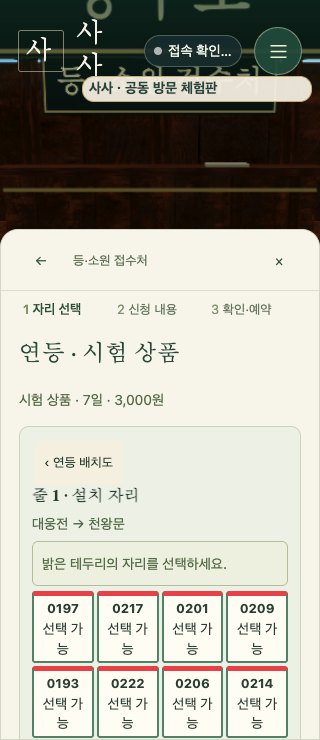 사
사
사
접속 확인…
사사 · 공동 방문 체험판
등·소원 접수처
←
등·소원 접수처
×
1 자리 선택
2 신청 내용
3 확인·예약
연등 · 시험 상품
시험 상품 · 7일 · 3,000원
‹ 연등 배치도
줄 1 · 설치 자리
대웅전 → 천왕문
밝은 테두리의 자리를 선택하세요.
0197
선택 가
능
0217
선택 가
능
0201
선택 가
능
0209
선택 가
능
0193
선택 가
능
0222
선택 가
능
0206
선택 가
능
0214
선택 가
능